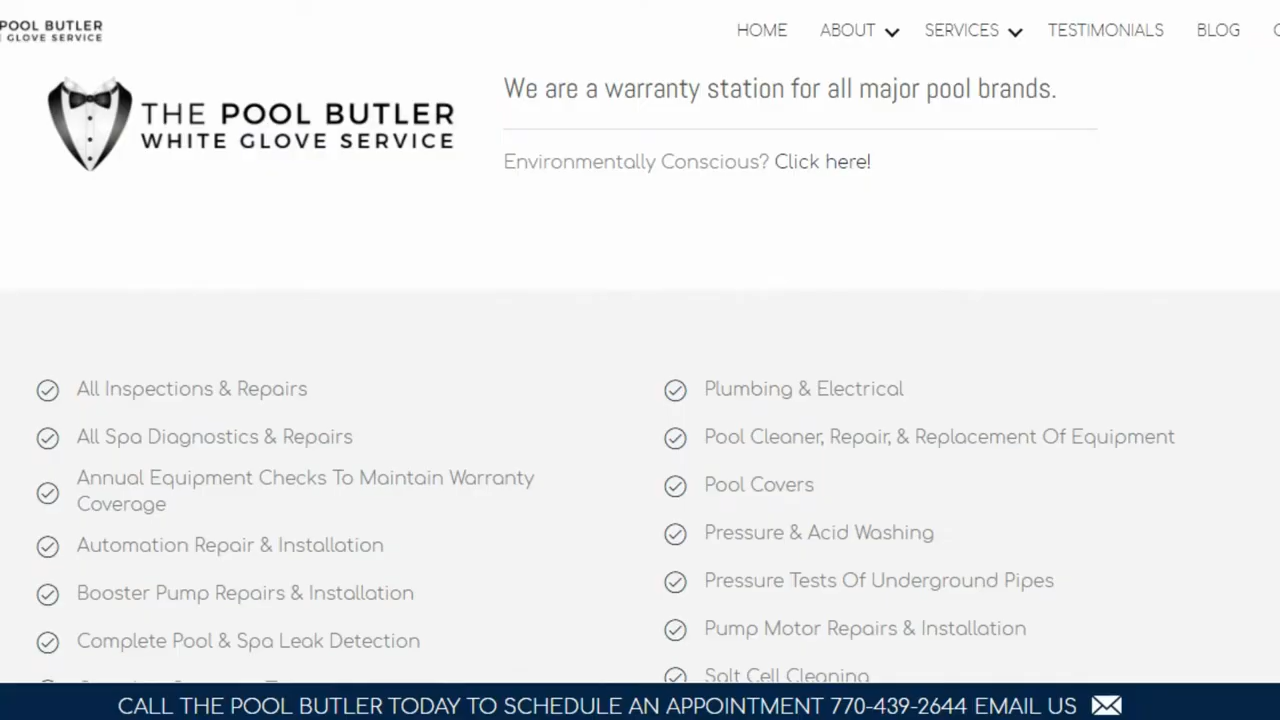 POOL BUTLER
GLOVE SERVICE
HOME ABOUT SERVICES TESTIMONIALS BLOG
THE POOL BUTLER
WHITE GLOVE SERVICE
We are a warranty station for all major pool brands.
Environmentally Conscious? Click here!
All Inspections & Repairs
All Spa Diagnostics & Repairs
Annual Equipment Checks To Maintain Warranty
Coverage
Automation Repair & Installation
Booster Pump Repairs & Installation
Complete Pool & Spa Leak Detection
Plumbing & Electrical
Pool Cleaner, Repair, & Replacement Of Equipment
Pool Covers
Pressure & Acid Washing
Pressure Tests Of Underground Pipes
Pump Motor Repairs & Installation
Salt Cell Cleaning
CALL THE POOL BUTLER TODAY TO SCHEDULE AN APPOINTMENT 770-439-2644 EMAIL US